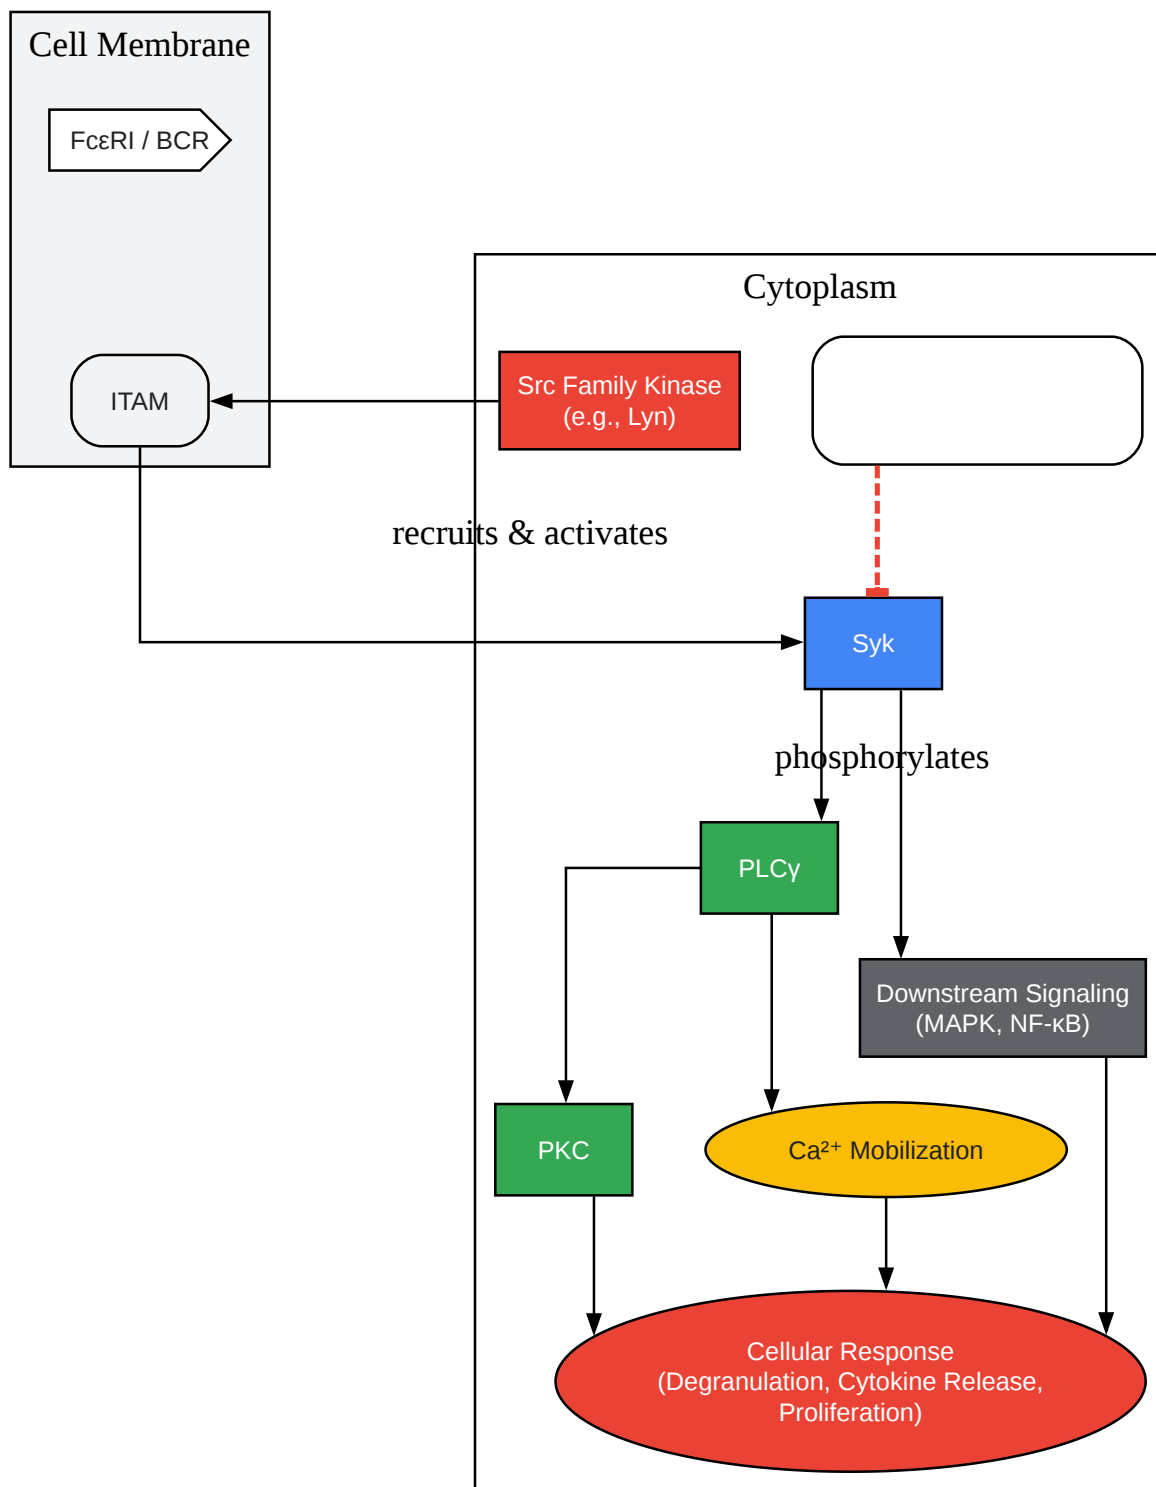 Cell Membrane
FcεRI / BCR
Cytoplasm
ITAM
Src Family Kinase
(e.g., Lyn)
recruits & activates
Syk
phosphorylates
PLCγ
Downstream Signaling
(MAPK, NF-κB)
PKC
Ca²⁺ Mobilization
Cellular Response
(Degranulation, Cytokine Release,
Proliferation)